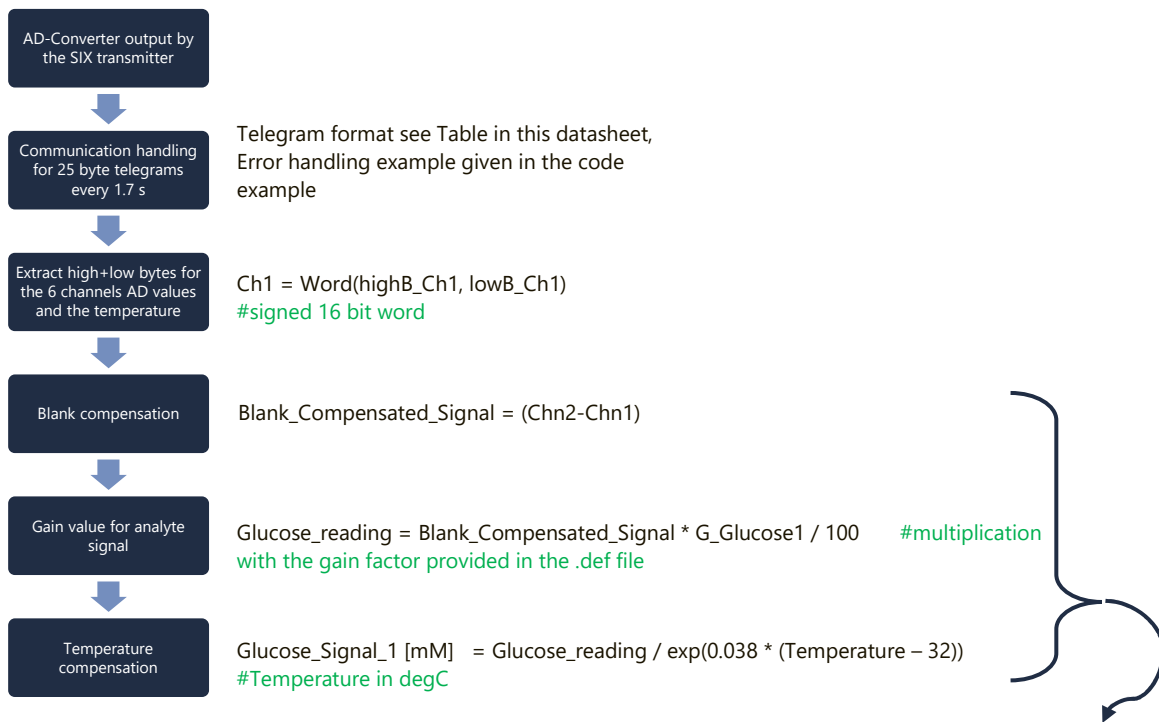 AD-Converter output by
the SIX transmitter
Communication handling
for 25 byte telegrams
every 1.7 s
Telegram format see Table in this datasheet,
Error handling example given in the code
example
Extract high+low bytes for
the 6 channels AD values
and the temperature
Ch1 = Word(highB_Ch1, lowB_Ch1)
#signed 16 bit word
Blank compensation
Blank_Compensated_Signal = (Chn2-Chn1)
Gain value for analyte
signal
Glucose_reading = Blank_Compensated_Signal * G_Glucose1 / 100 #multiplication
with the gain factor provided in the .def file
Temperature
compensation
Glucose_Signal_1 [mM] = Glucose_reading / exp(0.038 * (Temperature – 32))
#Temperature in degC